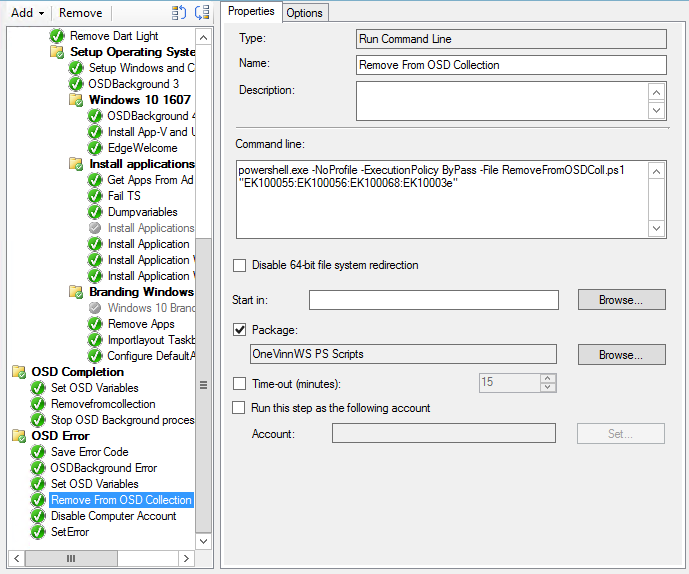 Add
Remove
Remove Dart Light
Setup Operating Syste
Setup Windows and C
OSDBackground 3
Windows 10 1607
OSDBackground 4
Install App-V and U
EdgeWelcome
Install applications
Get Apps From Ad
Fail TS
Dumpvariables
Install Applications
Install Application
Install Application W
Install Application W
Branding Windows
Windows 10 Branc
Remove Apps
Importlayout Taskb
Configure DefaultA
OSD Completion
Set OSD Variables
Removefromcollection
Stop OSD Background proces
OSD Error
Save Error Code
OSDBackground Error
Set OSD Variables
Remove From OSD Collection
Disable Computer Account
SetError
Properties
Options
Type:
Run Command Line
Name:
Remove From OSD Collection
Description:
Command line:
powershell.exe -NoProfile -ExecutionPolicy ByPass -File RemoveFromOSDColl.ps1
"EK100055:EK100056:EK100068:EK10003e"
Disable 64-bit file system redirection
Start in:
Browse...
Package:
OneVinnWS PS Scripts
Browse...
Time-out (minutes):
15
Run this step as the following account
Account:
Set...